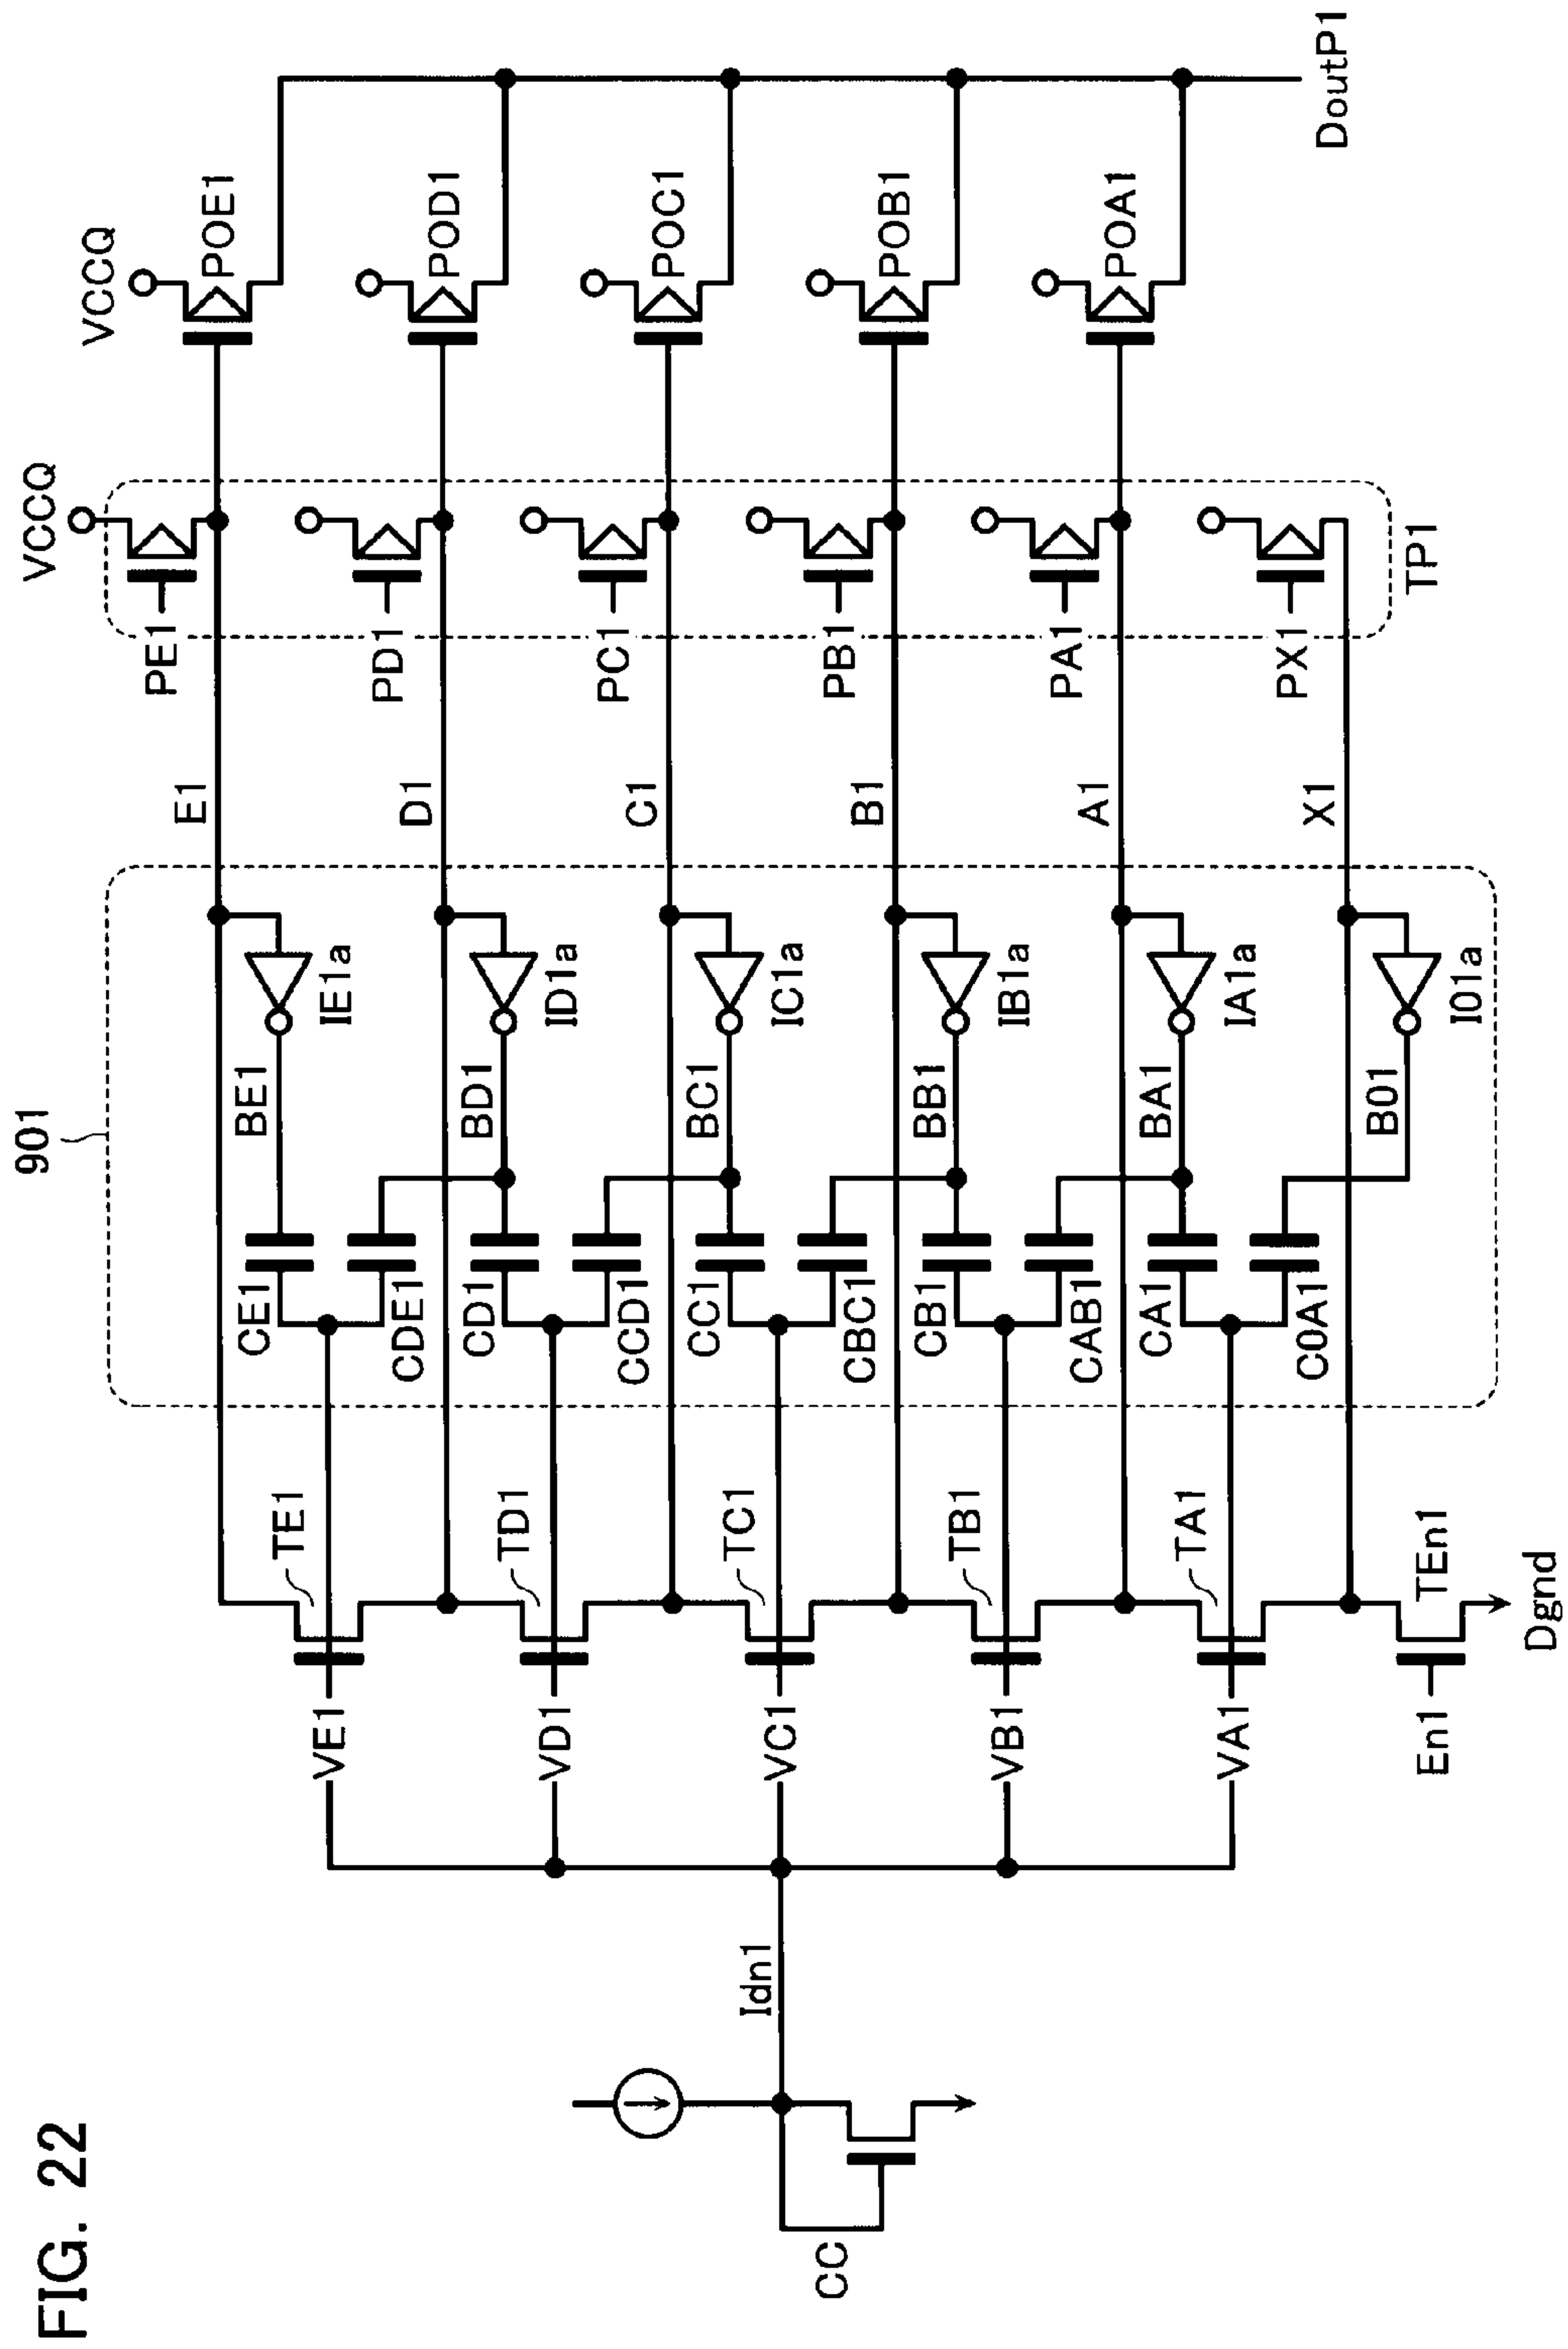 FIG. 22
901
VCCQ
VCCQ
PE1
POE1
E1
BE1
IE1a
CE1
TE1
VE1
CDE1
PD1
POD1
D1
BD1
ID1a
CD1
TD1
VD1
CCD1
PC1
POC1
C1
BC1
IC1a
CC1
TC1
VC1
CBC1
PB1
POB1
B1
BB1
IB1a
CB1
TB1
VB1
CAB1
PA1
POA1
A1
BA1
IA1a
CA1
TA1
VA1
C0A1
PX1
X1
B01
I01a
TP1
DoutP1
En1
TEn1
Dgnd
Idn1
CC